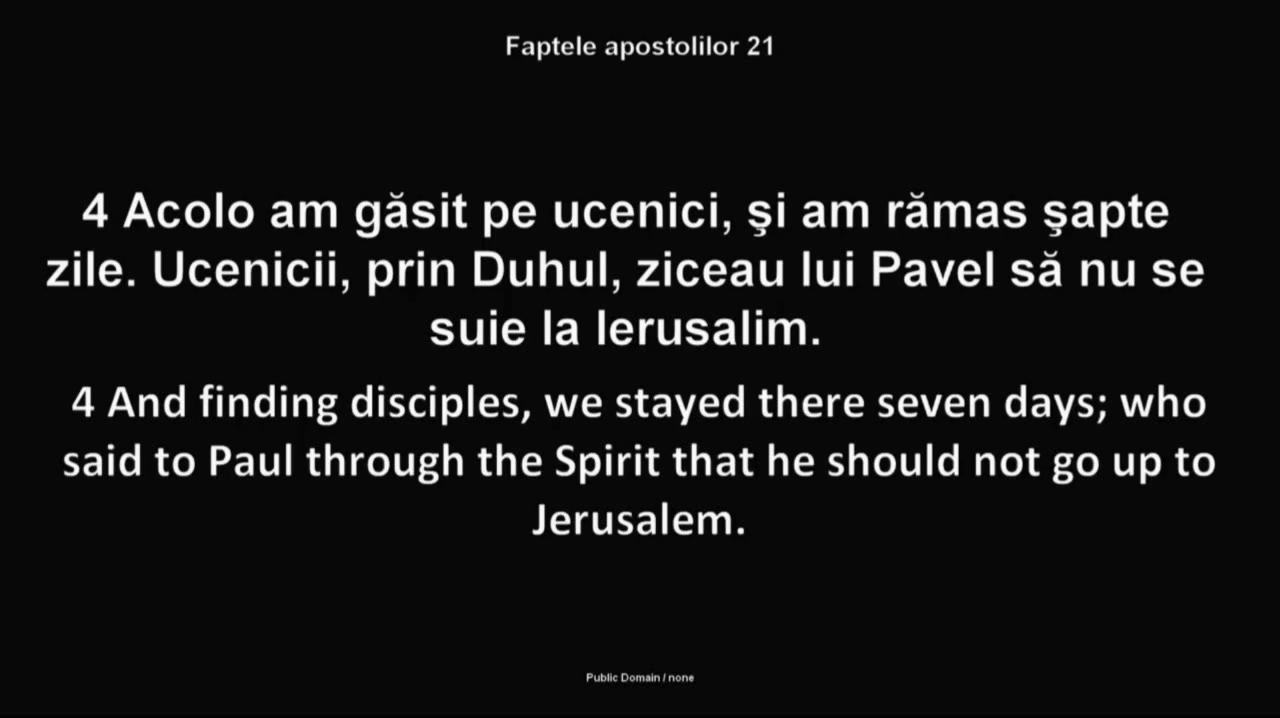 Faptele apostolilor 21
4 Acolo am găsit pe ucenici, şi am rămas şapte
zile. Ucenicii, prin Duhul, ziceau lui Pavel să nu se
suie la Ierusalim.
4 And finding disciples, we stayed there seven days; who
said to Paul through the Spirit that he should not go up to
Jerusalem.
Public Domain / none